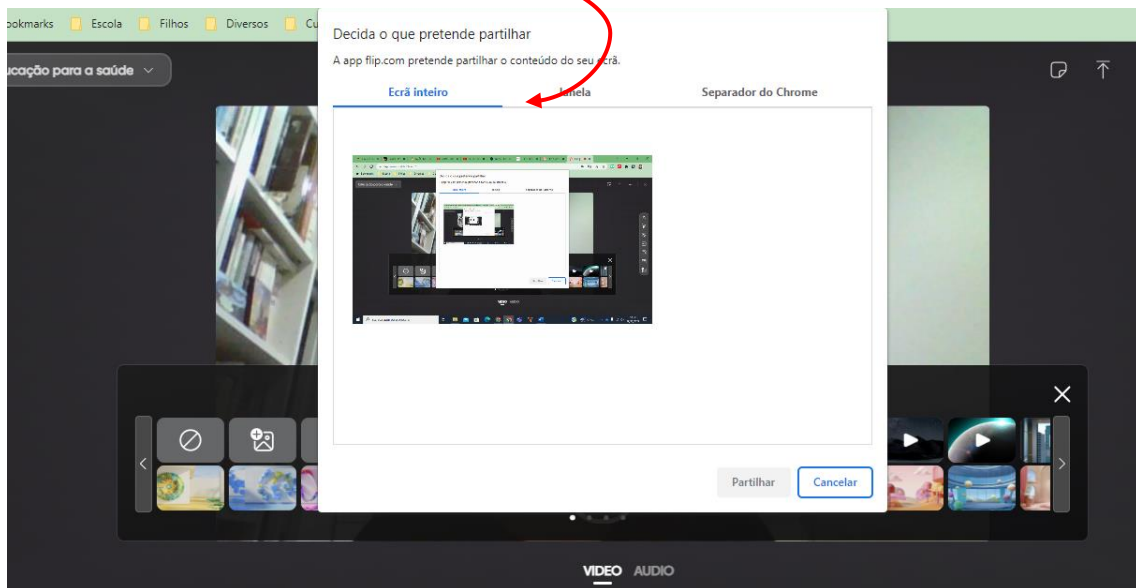 ookmarks Escola Filhos Diversos Cu
Decida o que pretende partilhar
A app flip.com pretende partilhar o conteúdo do seu ecrã.
ucação para a saúde
Ecrã inteiro Janela Separador do Chrome
Partilhar Cancelar
VIDEO AUDIO